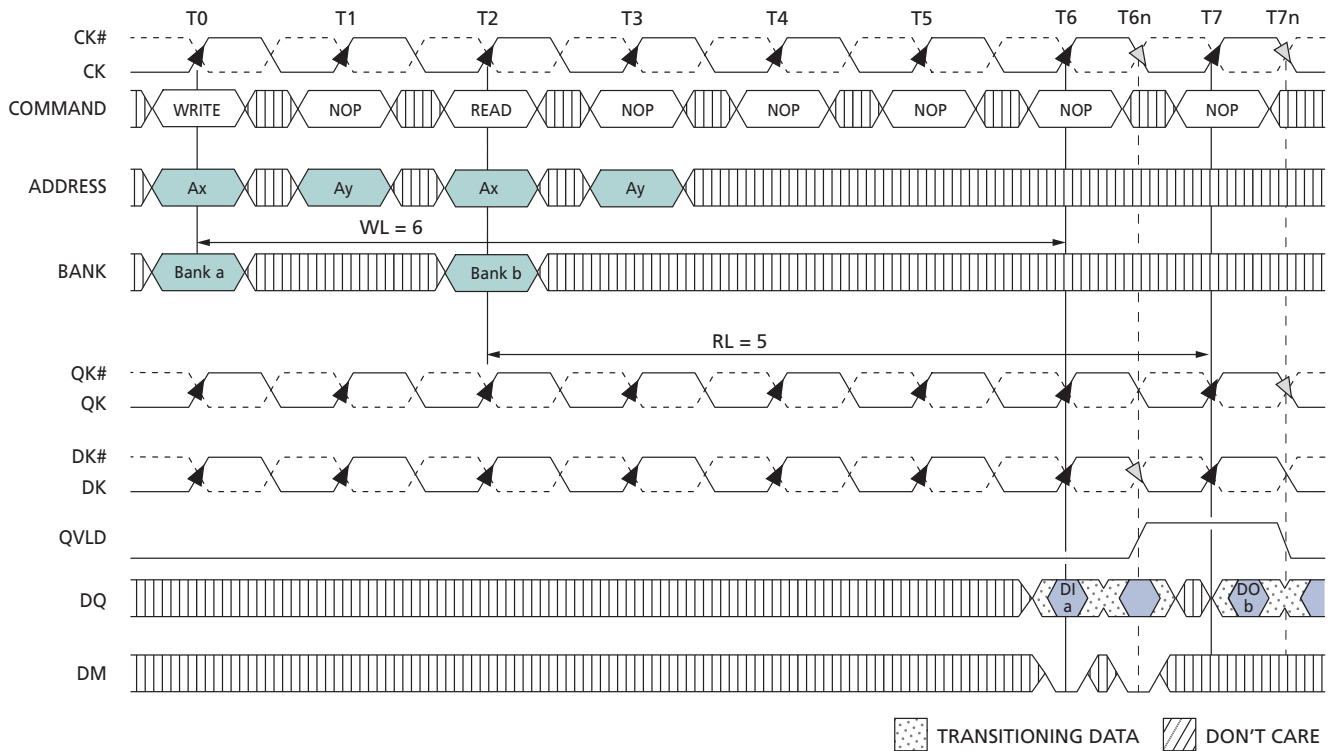 T0 T1 T2 T3 T4 T5 T6 T6n T7 T7n
CK#
CK
COMMAND WRITE NOP READ NOP NOP NOP NOP NOP
ADDRESS Ax Ay Ax Ay
WL = 6
BANK Bank a Bank b
RL = 5
QK#
QK
DK#
DK
QVLD
DQ DI a DO b
DM
TRANSITIONING DATA DON'T CARE